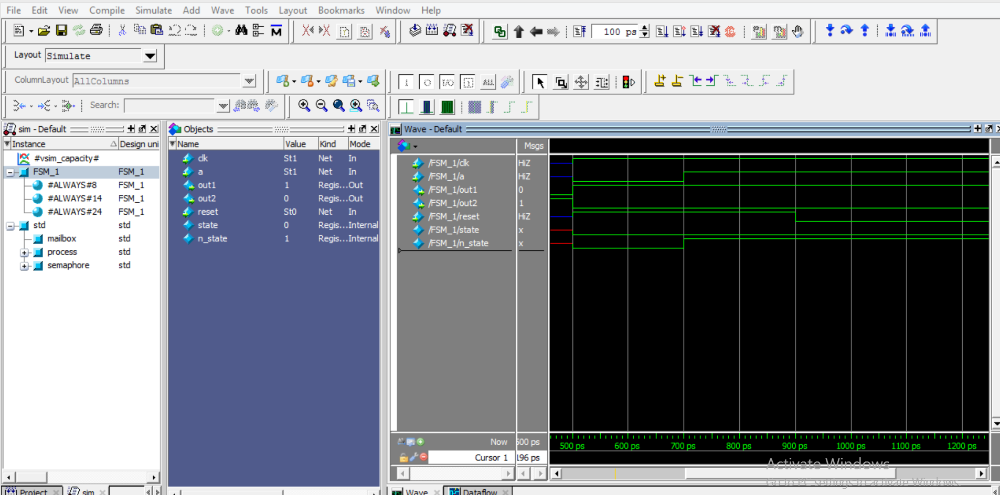 File Edit View Compile Simulate Add Wave Tools Layout Bookmarks Window Help
100 ps
Layout Simulate
ColumnLayout AllColumns
ALL
Search:
sim - Default
Instance Design uni
#vsim_capacity#
FSM_1 FSM_1
#ALWAYS#8 FSM_1
#ALWAYS#14 FSM_1
#ALWAYS#24 FSM_1
std std
mailbox std
process std
semaphore std
Project sim
Objects
Name Value Kind Mode
clk St1 Net In
a St1 Net In
out1 1 Regis... Out
out2 0 Regis... Out
reset St0 Net In
state 0 Regis... Internal
n_state 1 Regis... Internal
Wave - Default
Msgs
/FSM_1/clk HiZ
/FSM_1/a HiZ
/FSM_1/out1 0
/FSM_1/out2 1
/FSM_1/reset HiZ
/FSM_1/state x
/FSM_1/n_state x
Now 500 ps
Cursor 1 196 ps
500 ps 600 ps 700 ps 800 ps 900 ps 1000 ps 1100 ps 1200 ps
Activate Windows
Go to PC settings to activate Windows.
Wave Dataflow